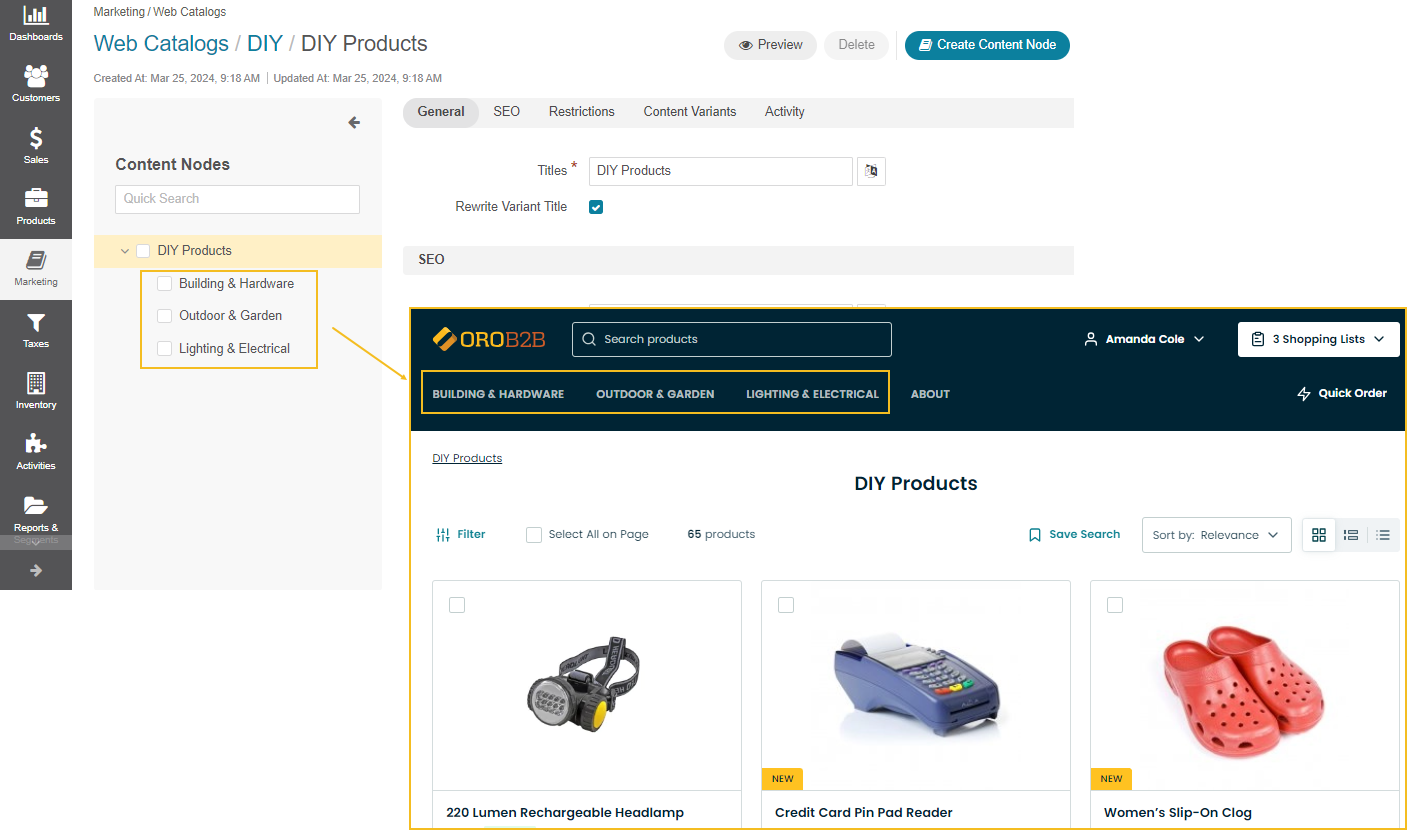 Dashboards
Customers
Sales
Products
Marketing
Taxes
Inventory
Activities
Reports &
Segments
Marketing / Web Catalogs
Web Catalogs / DIY / DIY Products
Preview
Delete
Create Content Node
Created At: Mar 25, 2024, 9:18 AM | Updated At: Mar 25, 2024, 9:18 AM
Content Nodes
Quick Search
DIY Products
Building & Hardware
Outdoor & Garden
Lighting & Electrical
General SEO Restrictions Content Variants Activity
Titles * DIY Products
Rewrite Variant Title
SEO
OROB2B
Search products
Amanda Cole
3 Shopping Lists
BUILDING & HARDWARE OUTDOOR & GARDEN LIGHTING & ELECTRICAL ABOUT
Quick Order
DIY Products
DIY Products
Filter
Select All on Page
65 products
Save Search
Sort by: Relevance
NEW
NEW
220 Lumen Rechargeable Headlamp
Credit Card Pin Pad Reader
Women’s Slip-On Clog